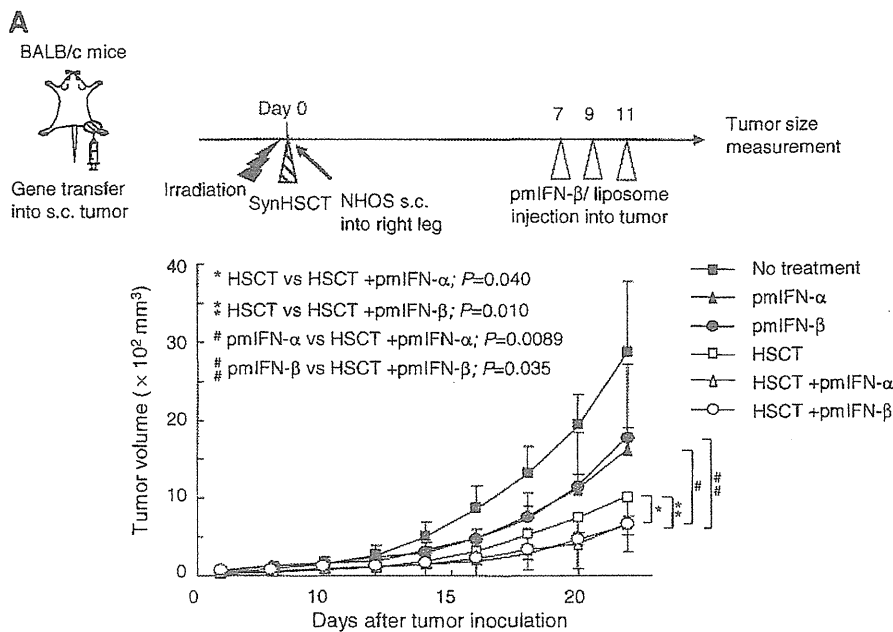 A
BALB/c mice
Gene transfer
into s.c. tumor
Day 0
7 9 11
Tumor size
measurement
Irradiation
SynHSCT
NHOS s.c.
into right leg
pmIFN-β/ liposome
injection into tumor
Tumor volume (× 10² mm³)
40
30
20
10
0
* HSCT vs HSCT +pmIFN-α; P=0.040
** HSCT vs HSCT +pmIFN-β; P=0.010
# pmIFN-α vs HSCT +pmIFN-α; P=0.0089
## pmIFN-β vs HSCT +pmIFN-β; P=0.035
No treatment
pmIFN-α
pmIFN-β
HSCT
HSCT +pmIFN-α
HSCT +pmIFN-β
*
**
#
##
10 15 20
Days after tumor inoculation